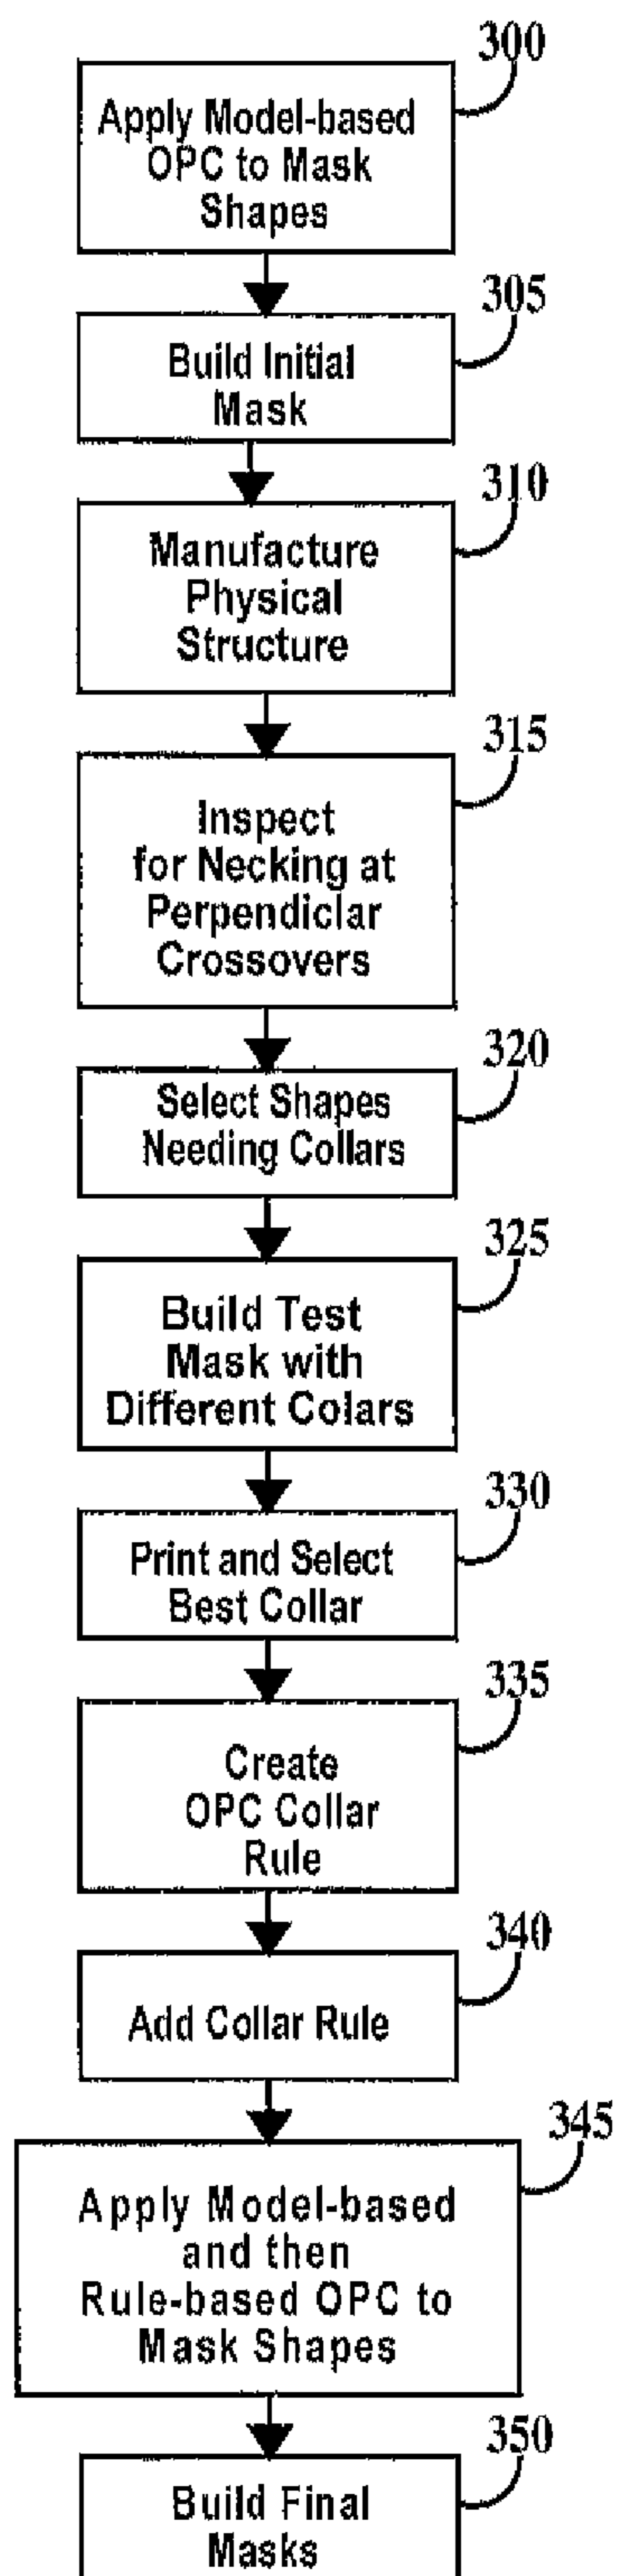 300
Apply Model-based
OPC to Mask
Shapes
305
Build Initial
Mask
310
Manufacture
Physical
Structure
315
Inspect
for Necking at
Perpendiclar
Crossovers
320
Select Shapes
Needing Collars
325
Build Test
Mask with
Different Colars
330
Print and Select
Best Collar
335
Create
OPC Collar
Rule
340
Add Collar Rule
345
Apply Model-based
and then
Rule-based OPC to
Mask Shapes
350
Build Final
Masks